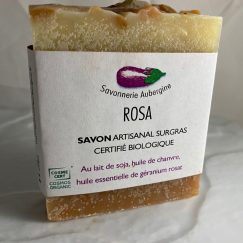 Savonnerie Aubergine
ROSA
SAVON ARTISANAL SURGRAS
CERTIFIÉ BIOLOGIQUE
Au lait de soja, huile de chanvre,
huile essentielle de géranium rosat
COSMOS
ORGANIC